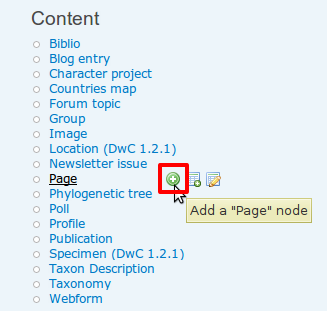 Content
Biblio
Blog entry
Character project
Countries map
Forum topic
Group
Image
Location (DwC 1.2.1)
Newsletter issue
Page
Phylogenetic tree
Poll
Add a "Page" node
Profile
Publication
Specimen (DwC 1.2.1)
Taxon Description
Taxonomy
Webform